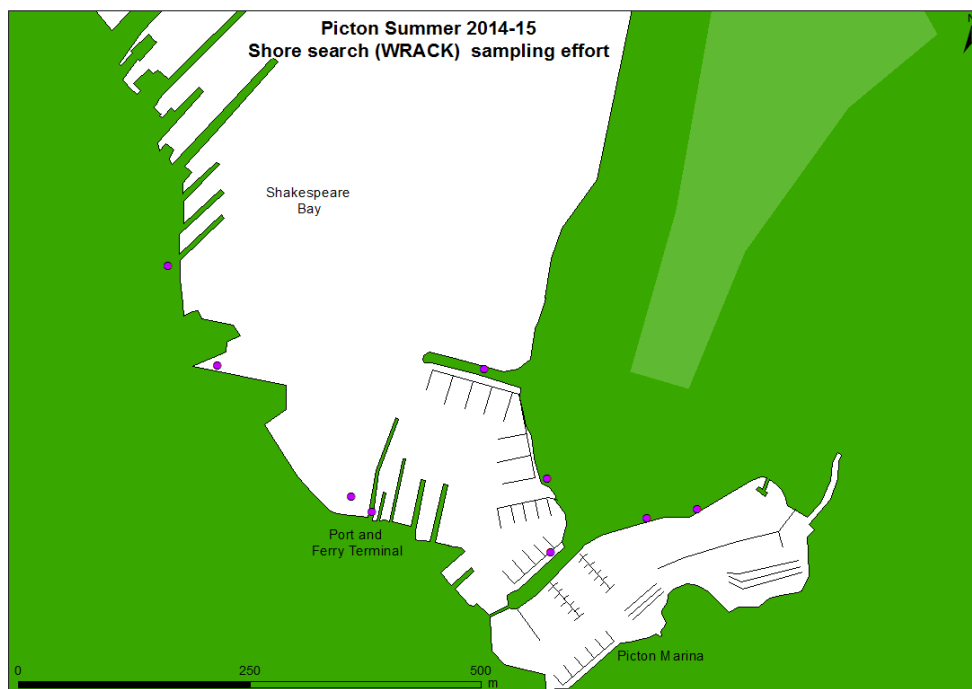 Picton Summer 2014-15
Shore search (WRACK) sampling effort
N
Shakespeare
Bay
Port and
Ferry Terminal
Picton Marina
0 250 500
m